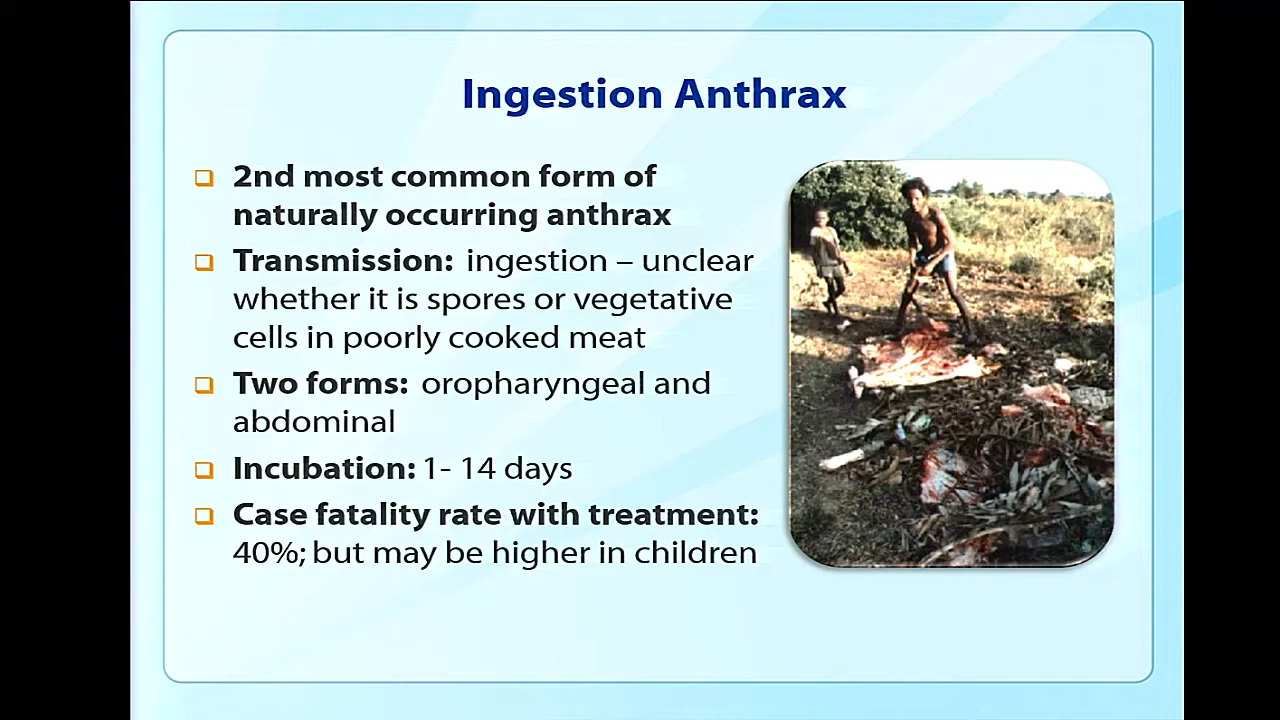 Ingestion Anthrax
2nd most common form of
naturally occurring anthrax
Transmission: ingestion – unclear
whether it is spores or vegetative
cells in poorly cooked meat
Two forms: oropharyngeal and
abdominal
Incubation: 1- 14 days
Case fatality rate with treatment:
40%; but may be higher in children